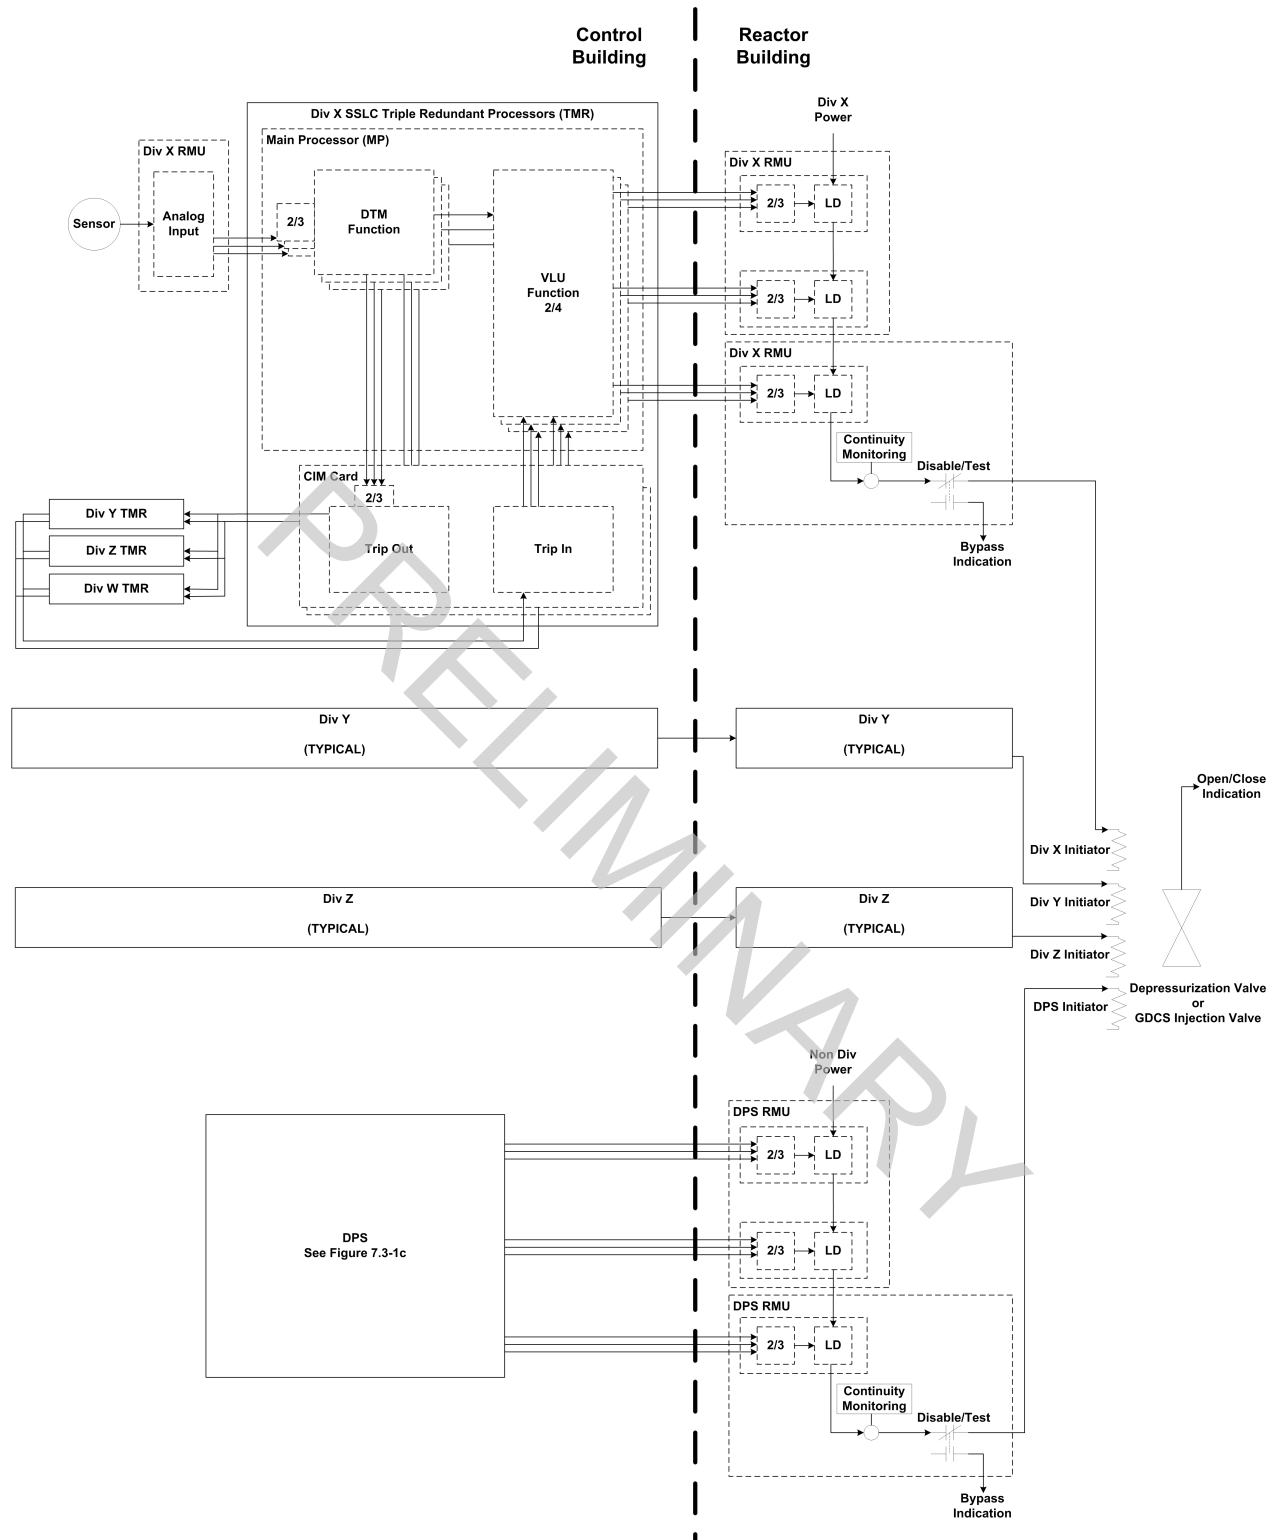 Control
Building
Reactor
Building
Div X SSLC Triple Redundant Processors (TMR)
Main Processor (MP)
Div X RMU
Sensor
Analog
Input
2/3
DTM
Function
VLU
Function
2/4
CIM Card
2/3
Trip Out
Trip In
Div Y TMR
Div Z TMR
Div W TMR
Div X
Power
Div X RMU
2/3
LD
2/3
LD
Div X RMU
2/3
LD
Continuity
Monitoring
Disable/Test
Bypass
Indication
Div Y
(TYPICAL)
Div Y
(TYPICAL)
Div Z
(TYPICAL)
Div Z
(TYPICAL)
Open/Close
Indication
Div X Initiator
Div Y Initiator
Div Z Initiator
DPS Initiator
Depressurization Valve
or
GDCS Injection Valve
DPS
See Figure 7.3-1c
Non Div
Power
DPS RMU
2/3
LD
2/3
LD
DPS RMU
2/3
LD
Continuity
Monitoring
Disable/Test
Bypass
Indication
PRELIMINARY